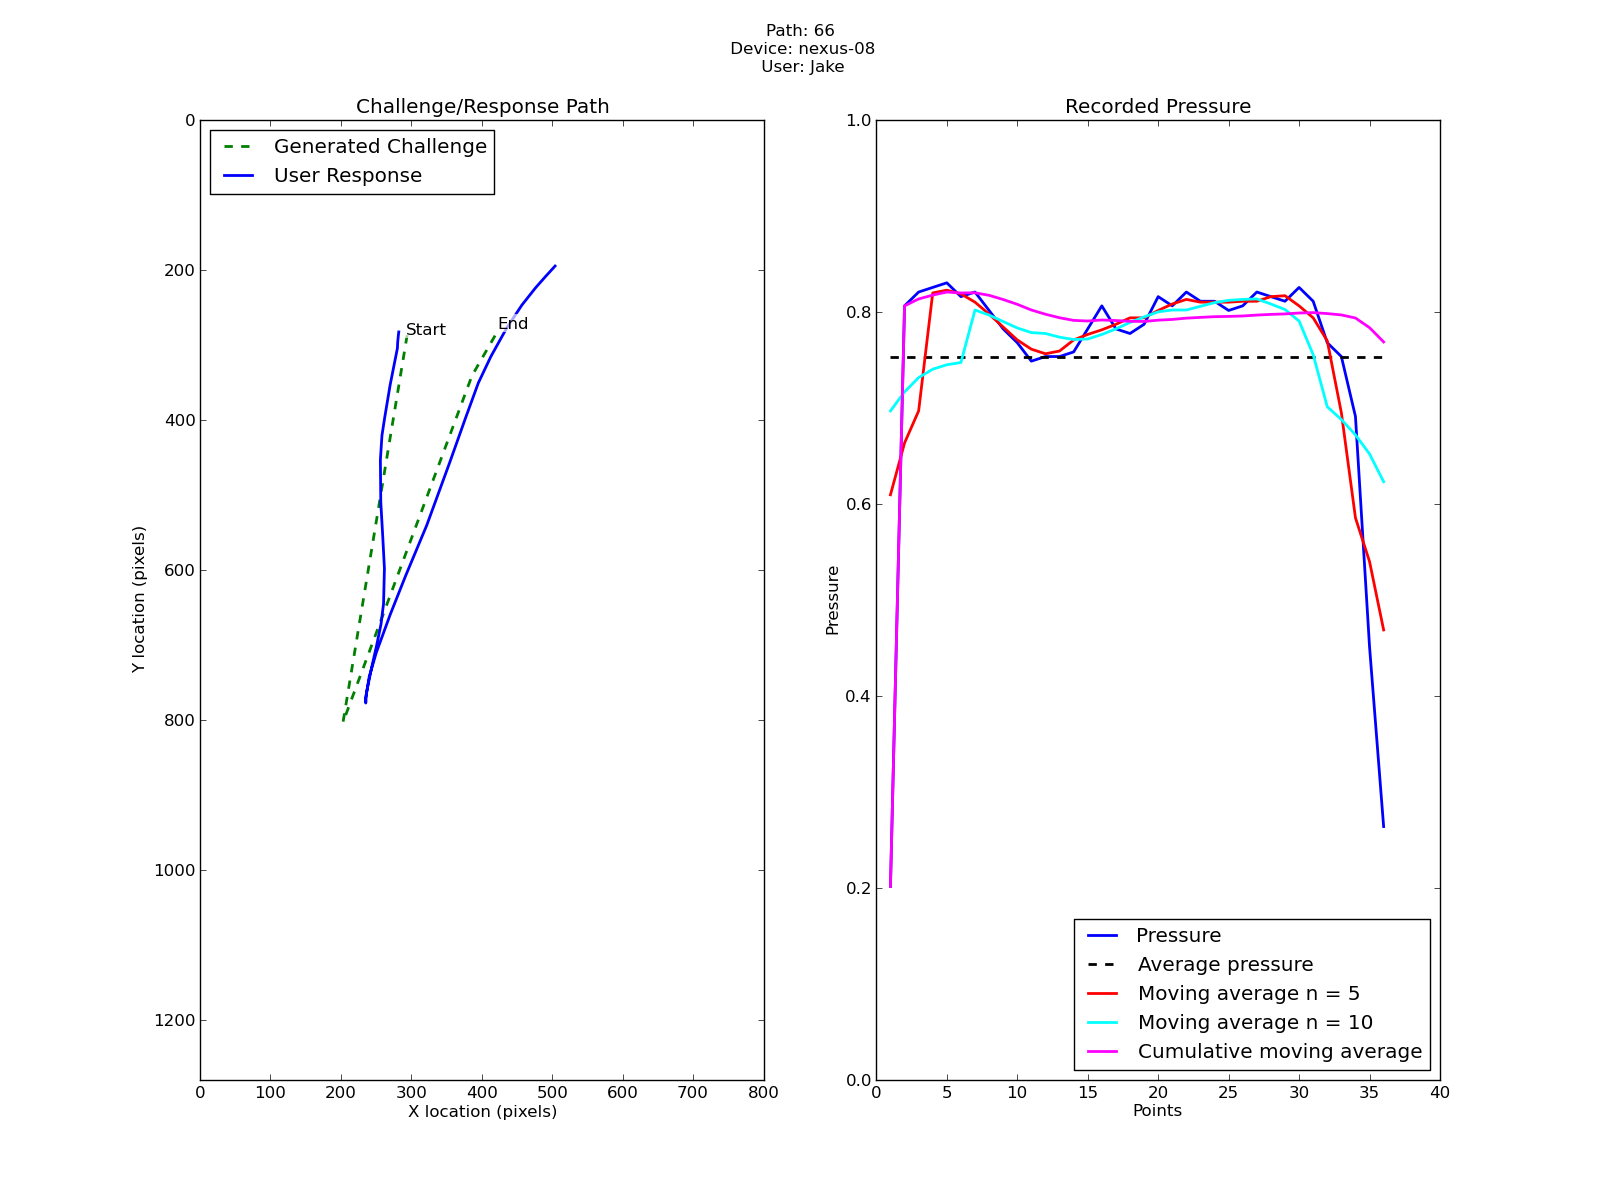 Path: 66
Device: nexus-08
User: Jake
Challenge/Response Path
Generated Challenge
User Response
Start
End
0
200
400
600
800
1000
1200
Y location (pixels)
0 100 200 300 400 500 600 700 800
X location (pixels)
Recorded Pressure
1.0
0.8
0.6
0.4
0.2
0.0
Pressure
Pressure
Average pressure
Moving average n = 5
Moving average n = 10
Cumulative moving average
0 5 10 15 20 25 30 35 40
Points